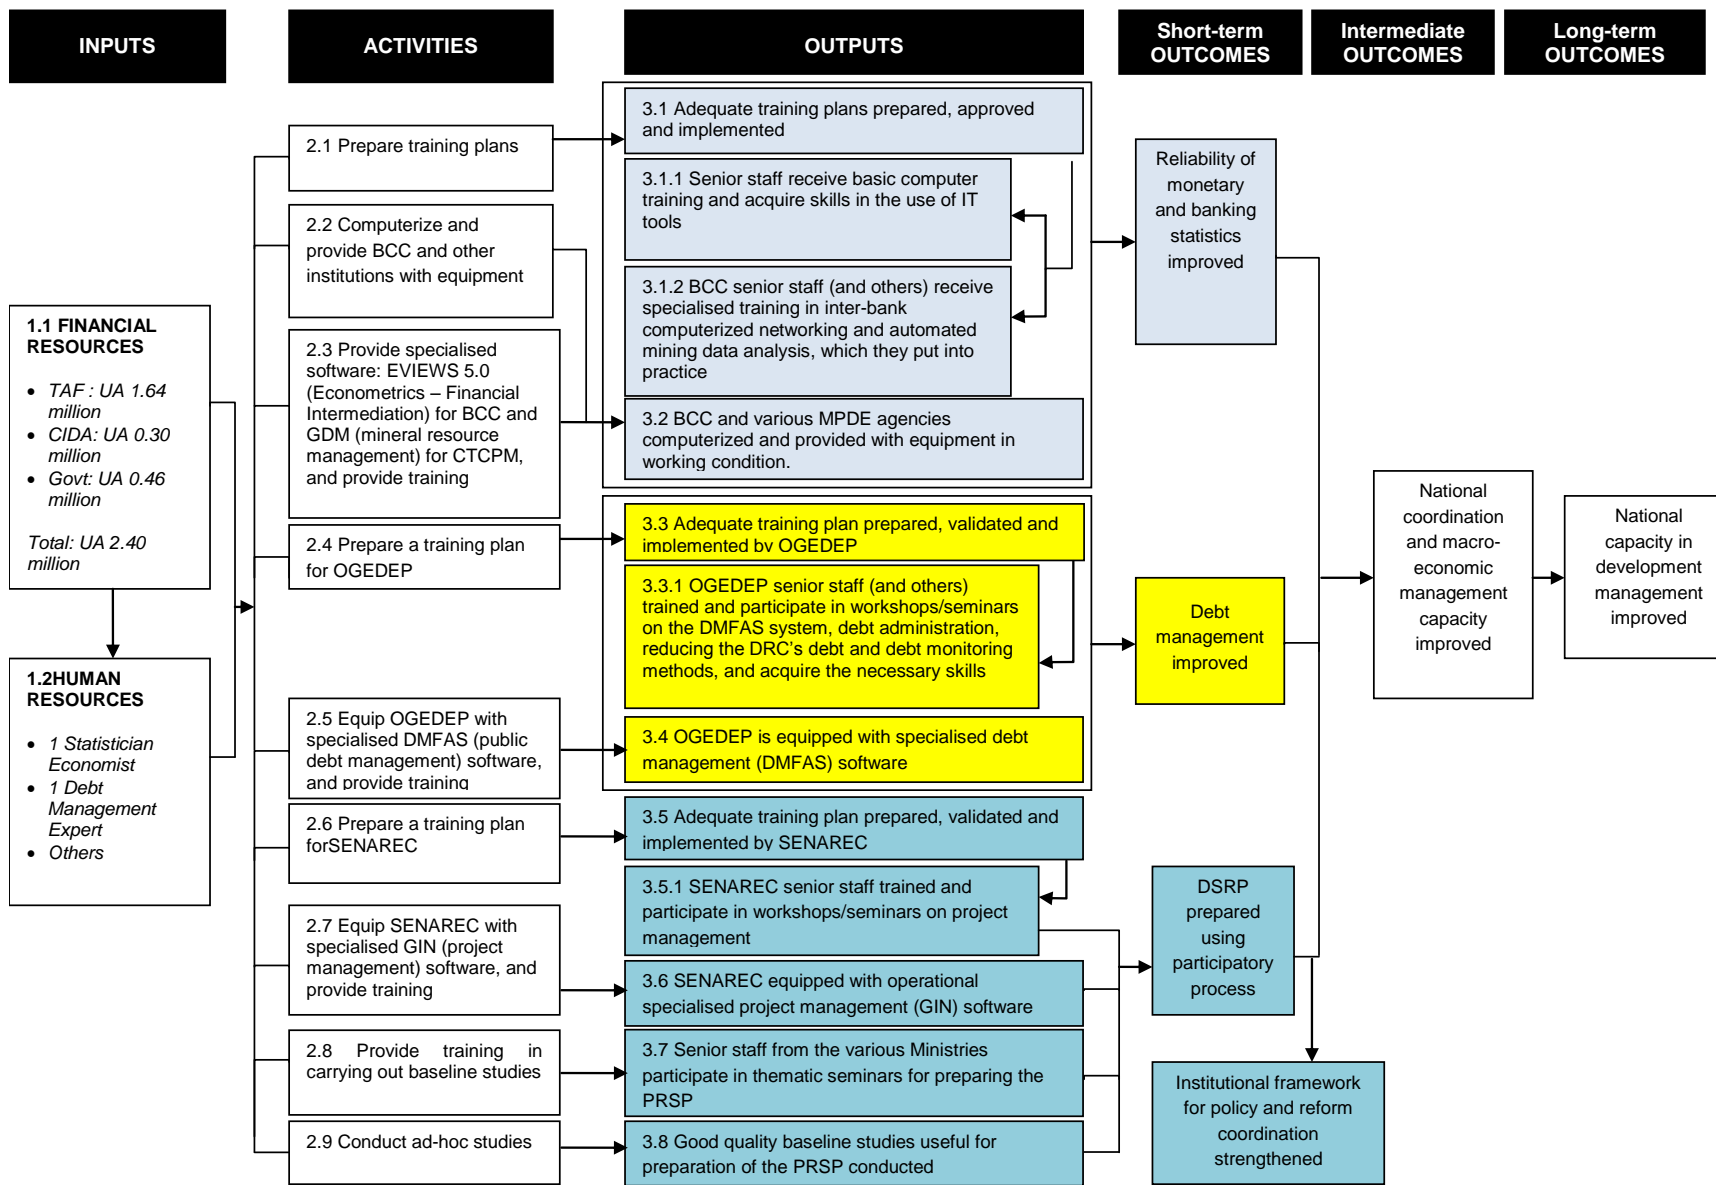 INPUTS
ACTIVITIES
OUTPUTS
Short-term
OUTCOMES
Intermediate
OUTCOMES
Long-term
OUTCOMES
1.1 FINANCIAL
RESOURCES
• TAF : UA 1.64
million
• CIDA: UA 0.30
million
• Govt: UA 0.46
million
Total: UA 2.40
million
1.2HUMAN
RESOURCES
• 1 Statistician
Economist
• 1 Debt
Management
Expert
• Others
2.1 Prepare training plans
2.2 Computerize and
provide BCC and other
institutions with equipment
2.3 Provide specialised
software: EVIEWS 5.0
(Econometrics – Financial
Intermediation) for BCC and
GDM (mineral resource
management) for CTCPM,
and provide training
2.4 Prepare a training plan
for OGEDEP
2.5 Equip OGEDEP with
specialised DMFAS (public
debt management) software,
and provide training
2.6 Prepare a training plan
forSENAREC
2.7 Equip SENAREC with
specialised GIN (project
management) software, and
provide training
2.8 Provide training in
carrying out baseline studies
2.9 Conduct ad-hoc studies
3.1 Adequate training plans prepared, approved
and implemented
3.1.1 Senior staff receive basic computer
training and acquire skills in the use of IT
tools
3.1.2 BCC senior staff (and others) receive
specialised training in inter-bank
computerized networking and automated
mining data analysis, which they put into
practice
3.2 BCC and various MPDE agencies
computerized and provided with equipment in
working condition.
3.3 Adequate training plan prepared, validated and
implemented by OGEDEP
3.3.1 OGEDEP senior staff (and others)
trained and participate in workshops/seminars
on the DMFAS system, debt administration,
reducing the DRC's debt and debt monitoring
methods, and acquire the necessary skills
3.4 OGEDEP is equipped with specialised debt
management (DMFAS) software
3.5 Adequate training plan prepared, validated and
implemented by SENAREC
3.5.1 SENAREC senior staff trained and
participate in workshops/seminars on project
management
3.6 SENAREC equipped with operational
specialised project management (GIN) software
3.7 Senior staff from the various Ministries
participate in thematic seminars for preparing the
PRSP
3.8 Good quality baseline studies useful for
preparation of the PRSP conducted
Reliability of
monetary
and banking
statistics
improved
Debt
management
improved
DSRP
prepared
using
participatory
process
Institutional framework
for policy and reform
coordination
strengthened
National
coordination
and macro-
economic
management
capacity
improved
National
capacity in
development
management
improved